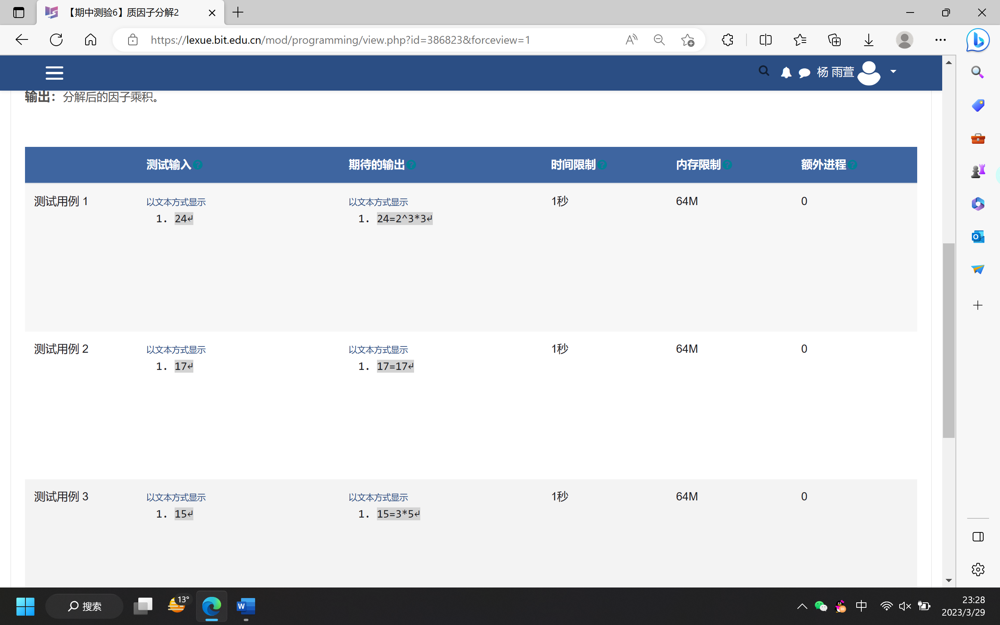 【期中测验6】质因子分解2
https://lexue.bit.edu.cn/mod/programming/view.php?id=386823&forceview=1
杨 雨萱
输出：分解后的因子乘积。
测试输入 期待的输出 时间限制 内存限制 额外进程
测试用例 1 以文本方式显示 以文本方式显示 1秒 64M 0
1. 24↵ 1. 24=2^3*3↵
测试用例 2 以文本方式显示 以文本方式显示 1秒 64M 0
1. 17↵ 1. 17=17↵
测试用例 3 以文本方式显示 以文本方式显示 1秒 64M 0
1. 15↵ 1. 15=3*5↵
搜索
13°
中
23:28
2023/3/29